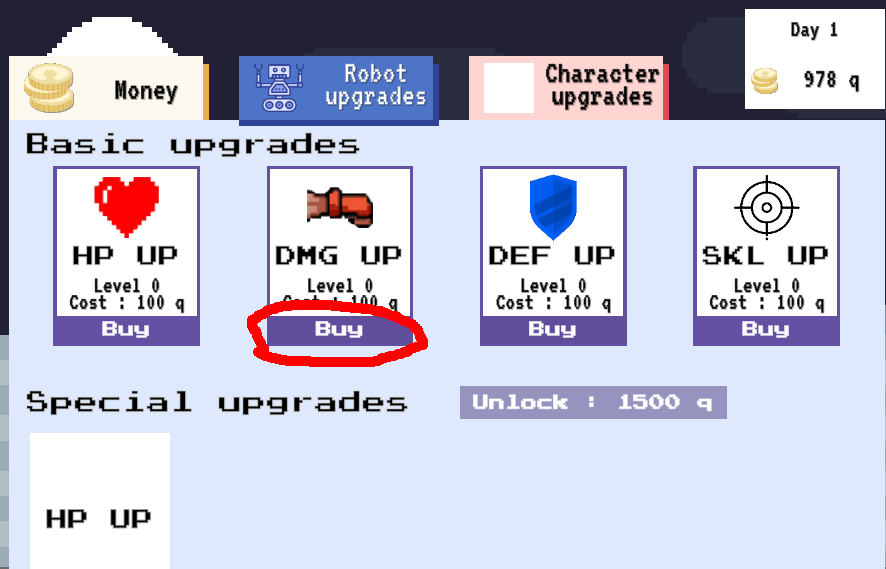 Day 1
978 q
Money
Robot
upgrades
Character
upgrades
Basic upgrades
HP UP
Level 0
Cost : 100 q
Buy
DMG UP
Level 0
Cost : 100 q
Buy
DEF UP
Level 0
Cost : 100 q
Buy
SKL UP
Level 0
Cost : 100 q
Buy
Special upgrades
Unlock : 1500 q
HP UP